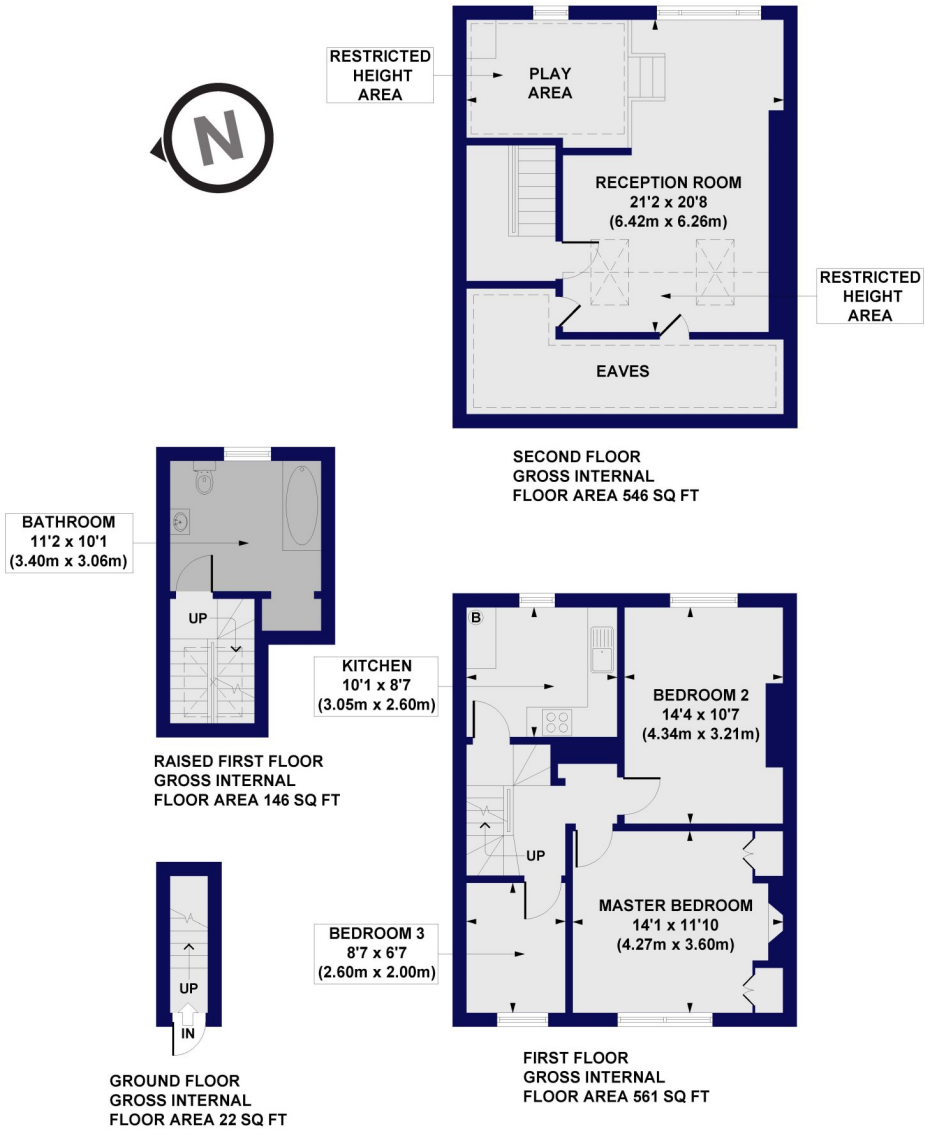 RESTRICTED
HEIGHT
AREA
PLAY
AREA
N
RECEPTION ROOM
21'2 x 20'8
(6.42m x 6.26m)
RESTRICTED
HEIGHT
AREA
EAVES
SECOND FLOOR
GROSS INTERNAL
FLOOR AREA 546 SQ FT
BATHROOM
11'2 x 10'1
(3.40m x 3.06m)
UP
RAISED FIRST FLOOR
GROSS INTERNAL
FLOOR AREA 146 SQ FT
B
KITCHEN
10'1 x 8'7
(3.05m x 2.60m)
BEDROOM 2
14'4 x 10'7
(4.34m x 3.21m)
UP
MASTER BEDROOM
14'1 x 11'10
(4.27m x 3.60m)
BEDROOM 3
8'7 x 6'7
(2.60m x 2.00m)
UP
IN
GROUND FLOOR
GROSS INTERNAL
FLOOR AREA 22 SQ FT
FIRST FLOOR
GROSS INTERNAL
FLOOR AREA 561 SQ FT